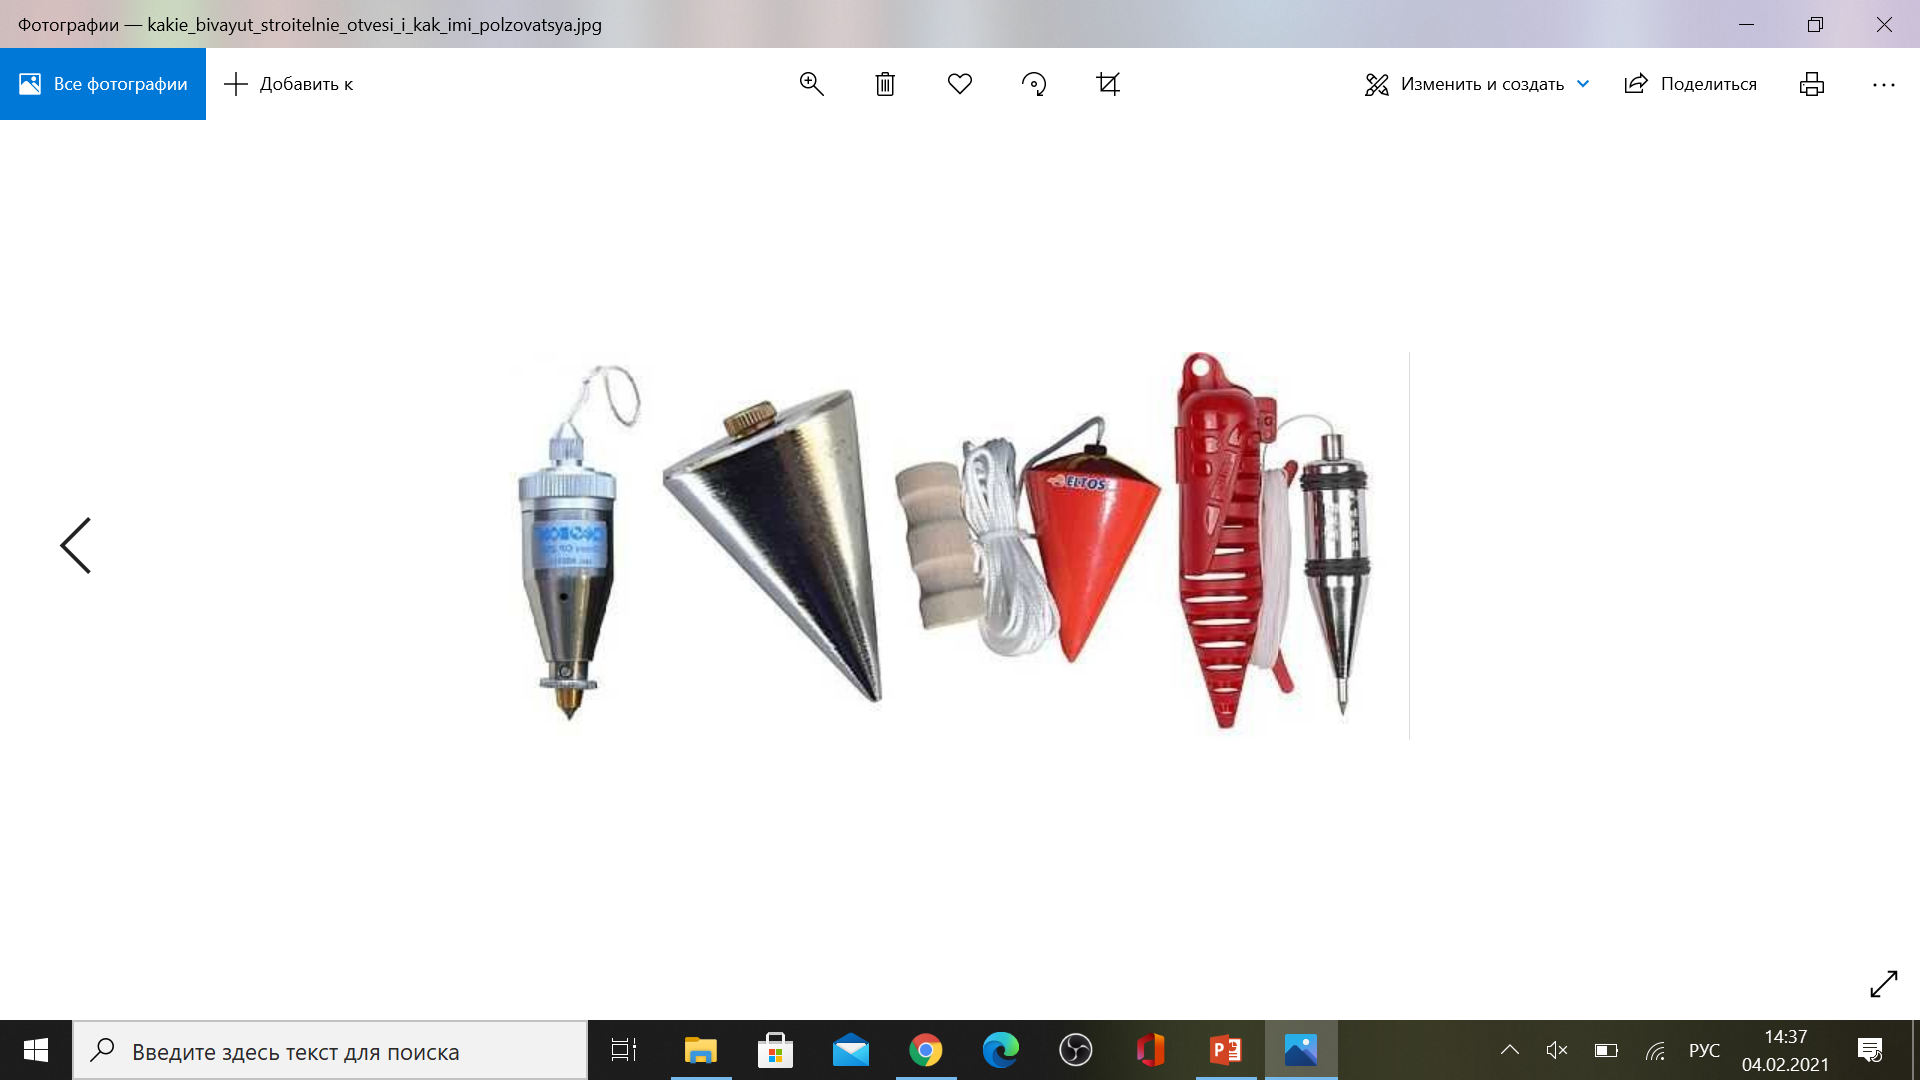 Фотографии — kakie_bivayut_stroitelnie_otvesi_i_kak_imi_polzovatsya.jpg
Все фотографии
Добавить к
Изменить и создать
Поделиться
ELTOS
Введите здесь текст для поиска
РУС
14:37
04.02.2021